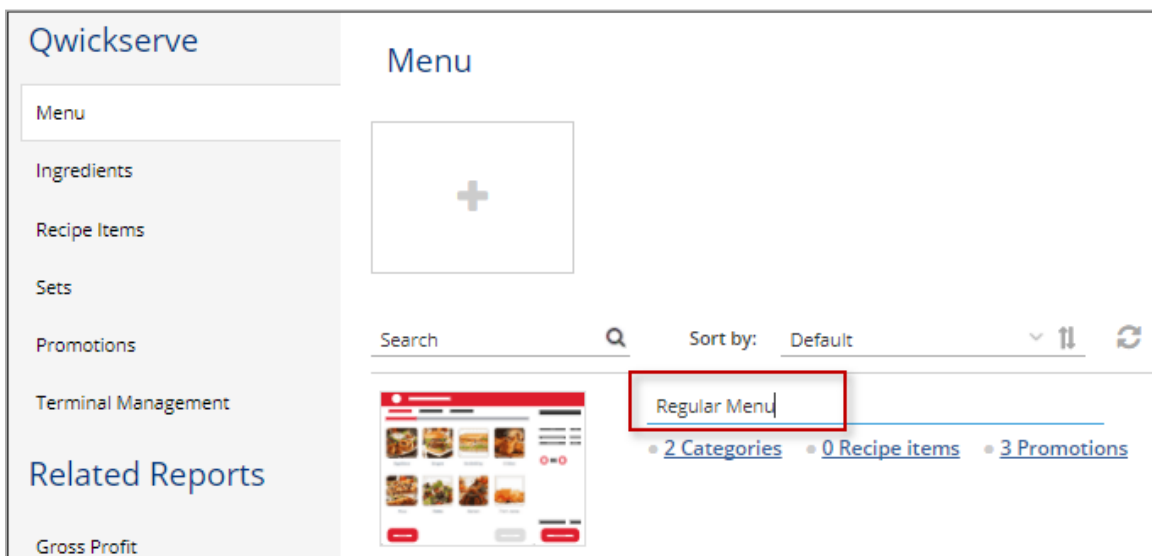 Qwickserve
Menu
Ingredients
Recipe Items
Sets
Promotions
Terminal Management
Related Reports
Gross Profit
Menu
Search
Sort by: Default
Regular Menu
2 Categories 0 Recipe items 3 Promotions